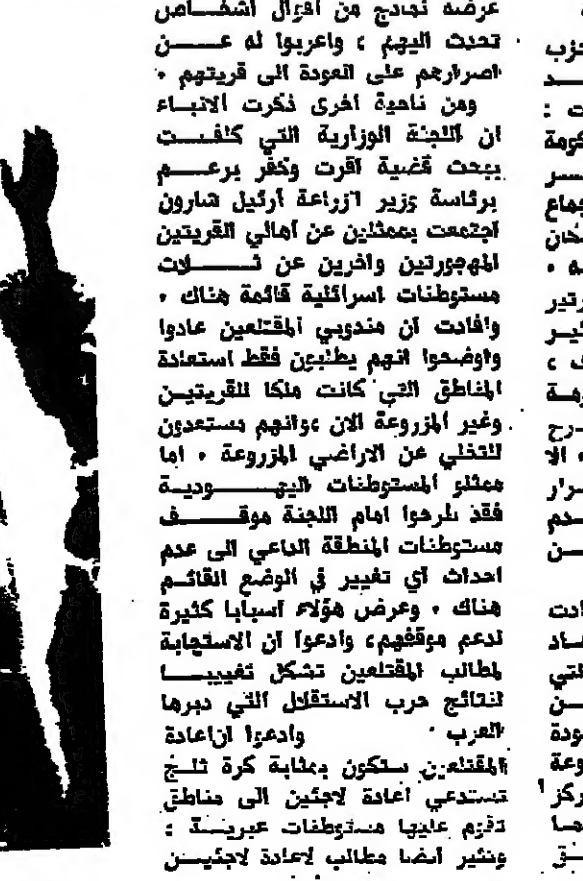 عرضه نماذج من اقوال اشخاص
تحدث اليهم ، واعربوا له عن
اصرارهم على العودة الى قريتهم .
ومن ناحية اخرى ذكرت الانباء
ان اللجنة الوزارية التي كلفت
ببحث قضية اقرت وكفر برعم
برئاسة وزير الزراعة أرئيل شارون
اجتمعت بممثلين عن اهالي القريتين
المهجورتين واخرين عن ثلاث
مستوطنات اسرائلية قائمة هناك .
وافادت ان مندوبي المقتلعين عادوا
واوضحوا انهم يطلبون فقط استعادة
المناطق التي كانت ملكا للقريتين
وغير المزروعة الان ،وانهم مستعدون
للتخلي عن الاراضي المزروعة . اما
ممثلو المستوطنات اليهودية
فقد طرحوا امام اللجنة موقف
مستوطنات المنطقة الداعي الى عدم
احداث أي تغيير في الوضع القائم
هناك . وعرض هؤلاء اسبابا كثيرة
لدعم موقفهم، وادعوا أن الاستجابة
لمطالب المقتلعين تشكل تغييرا
لنتائج حرب الاستقلال التي دبرها
العرب . وادعوا ان اعادة
المقتلعين ستكون بمثابة كرة ثلج
تستدعي اعادة لاجئين الى مناطق
تقوم عليها مستوطنات عبرية :
وتثير ايضا مطالب لاعادة لاجئين